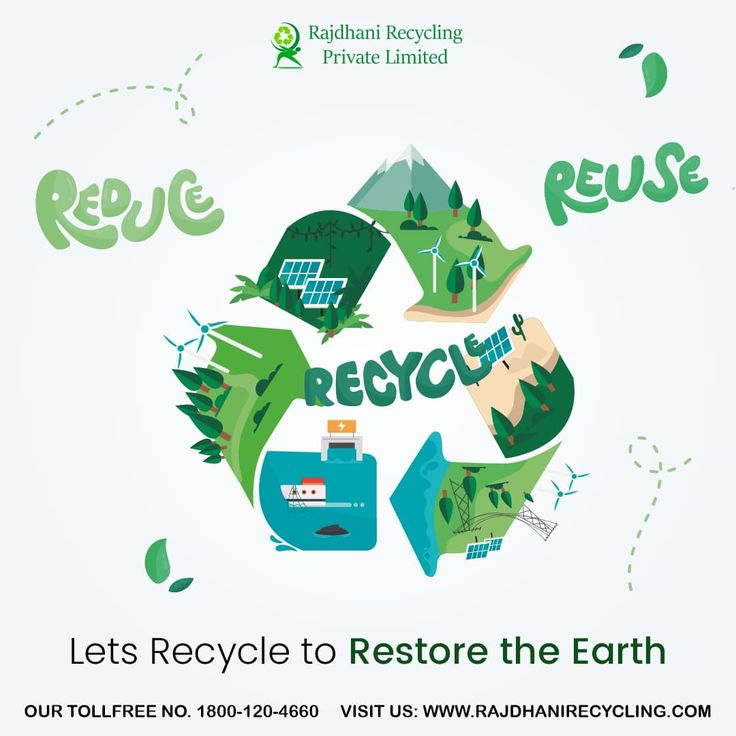 Rajdhani Recycling
Private Limited
REDUCE
REUSE
RECYCLE
Lets Recycle to Restore the Earth
OUR TOLLFREE NO. 1800-120-4660 VISIT US: WWW.RAJDHANIRECYCLING.COM